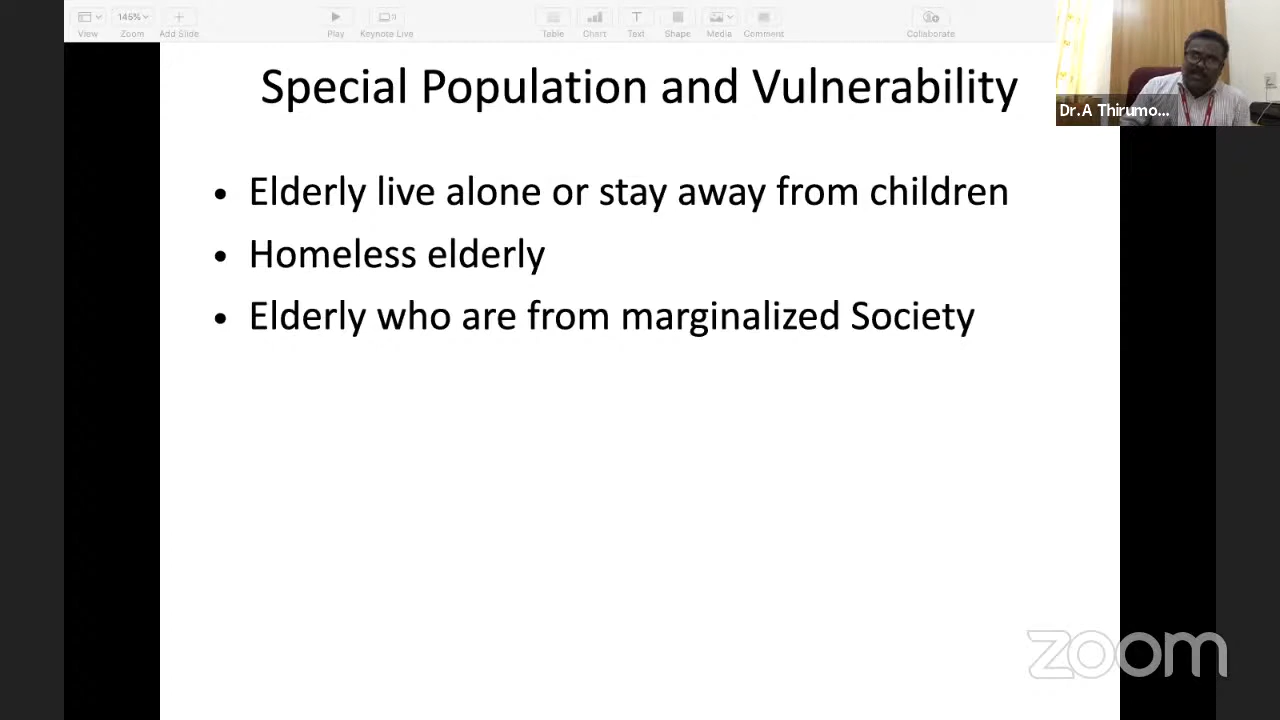 145%
View Zoom Add Slide Play Keynote Live Table Chart Text Shape Media Comment Collaborate
Special Population and Vulnerability
Dr.A Thirumo...
• Elderly live alone or stay away from children
• Homeless elderly
• Elderly who are from marginalized Society
zoom